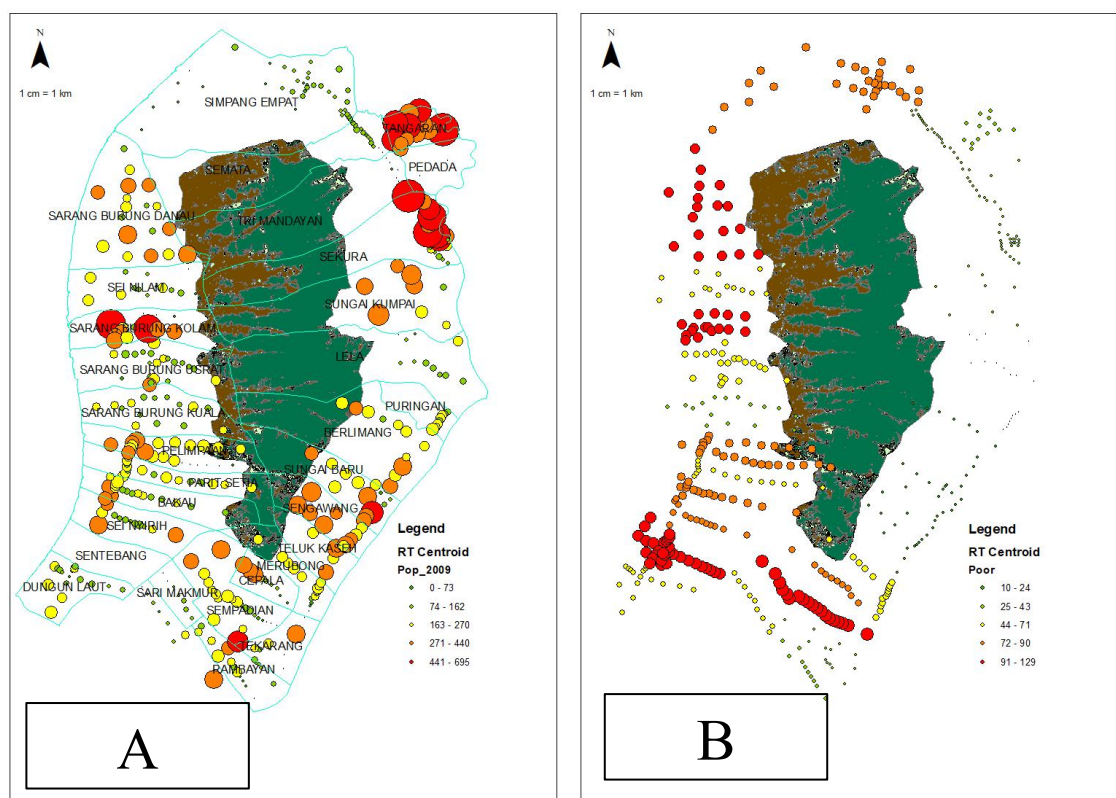 N
1 cm = 1 km
SIMPANG EMPAT
TANGARAN
PEDADA
SEMATA
SARANG BURUNG DANAU
TRI MANDAYAN
SEKURA
SEI NILAM
SUNGAI KUMPAI
SARANG BURUNG KOLAM
LELA
SARANG BURUNG USRAT
PURINGAN
SARANG BURUNG KUALA
BERLIMANG
PELIMPAAN
SUNGAI BARU
PARIT SETIA
BAKAU
SENGAWANG
SEI NYIRIH
SENTEBANG
TELUK KASEH
MERUBONG
CEPALA
DUNGUN LAUT
SARI MAKMUR
SEMPADIAN
TEKARANG
RAMBAYAN
Legend
RT Centroid
Pop_2009
0 - 73
74 - 162
163 - 270
271 - 440
441 - 695
A
N
1 cm = 1 km
Legend
RT Centroid
Poor
10 - 24
25 - 43
44 - 71
72 - 90
91 - 129
B